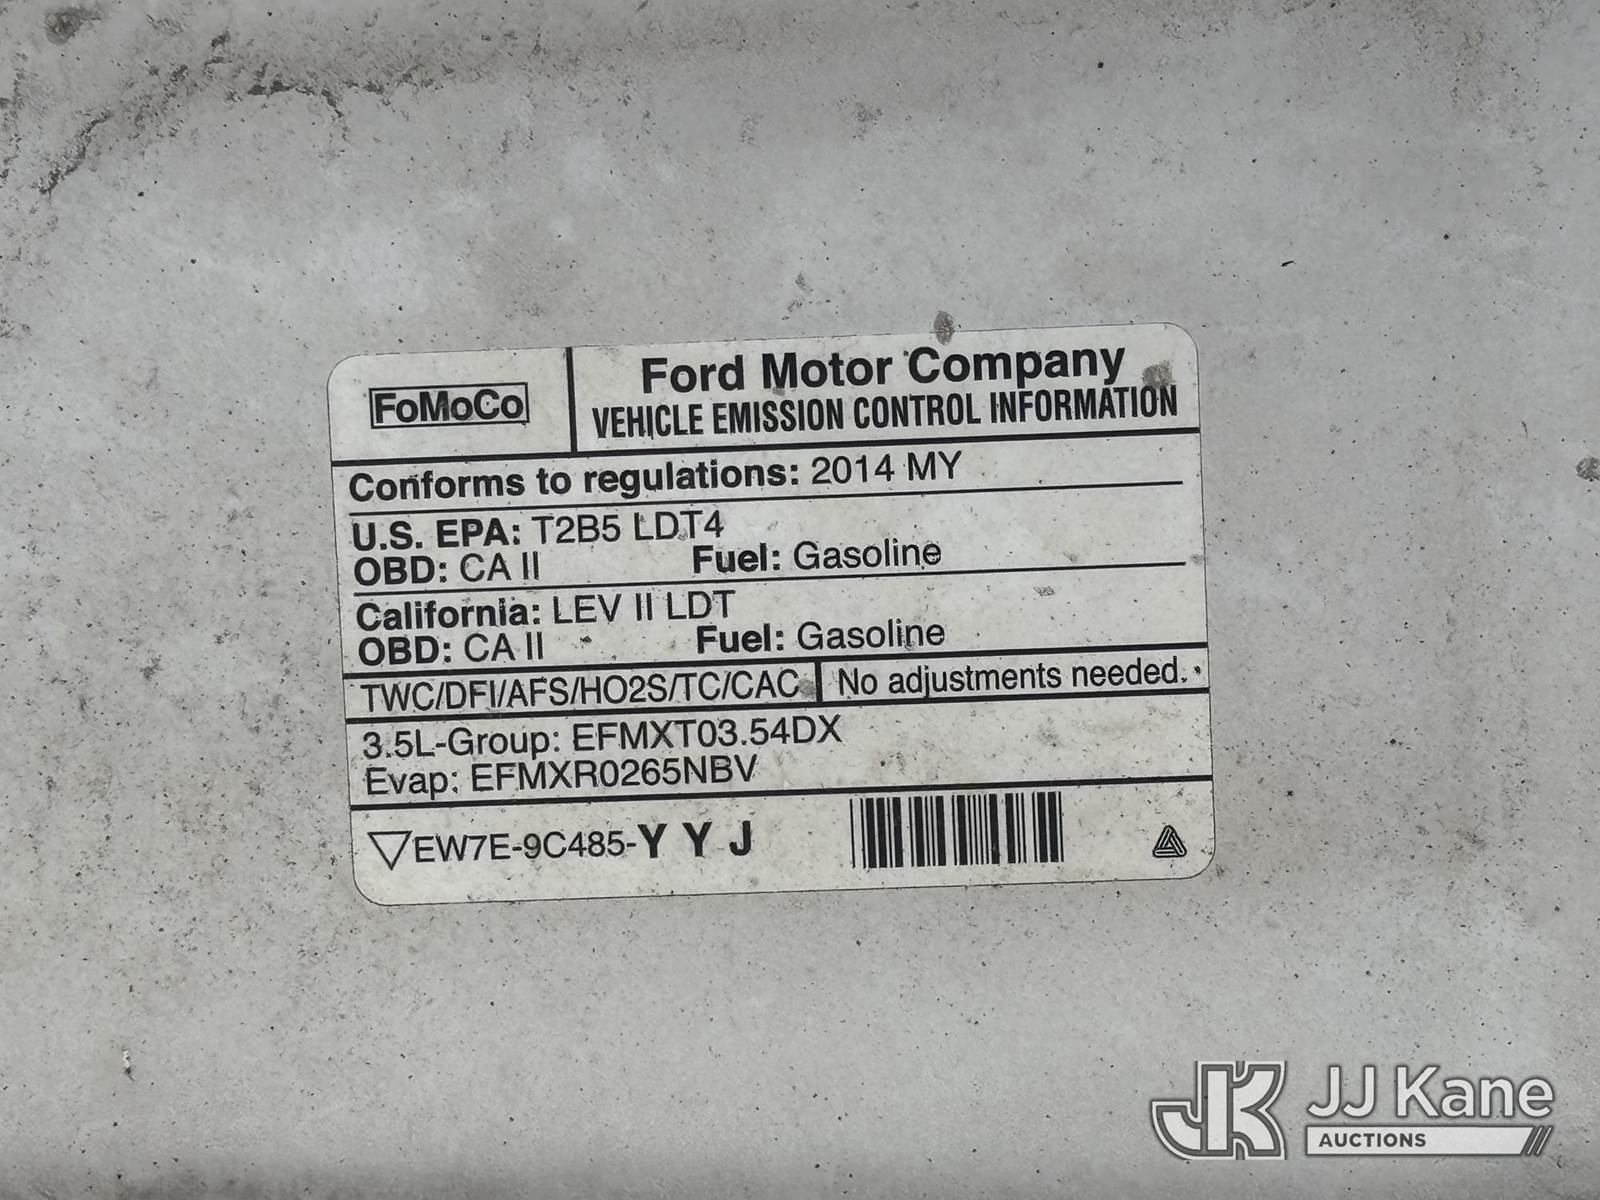 FoMoCo
Ford Motor Company
VEHICLE EMISSION CONTROL INFORMATION
Conforms to regulations: 2014 MY
U.S. EPA: T2B5 LDT4
OBD: CA II Fuel: Gasoline
California: LEV II LDT
OBD: CA II Fuel: Gasoline
TWC/DFI/AFS/HO2S/TC/CAC No adjustments needed.
3.5L-Group: EFMXT03.54DX
Evap: EFMXR0265NBV
EW7E-9C485-Y Y J
JK JJ Kane
AUCTIONS